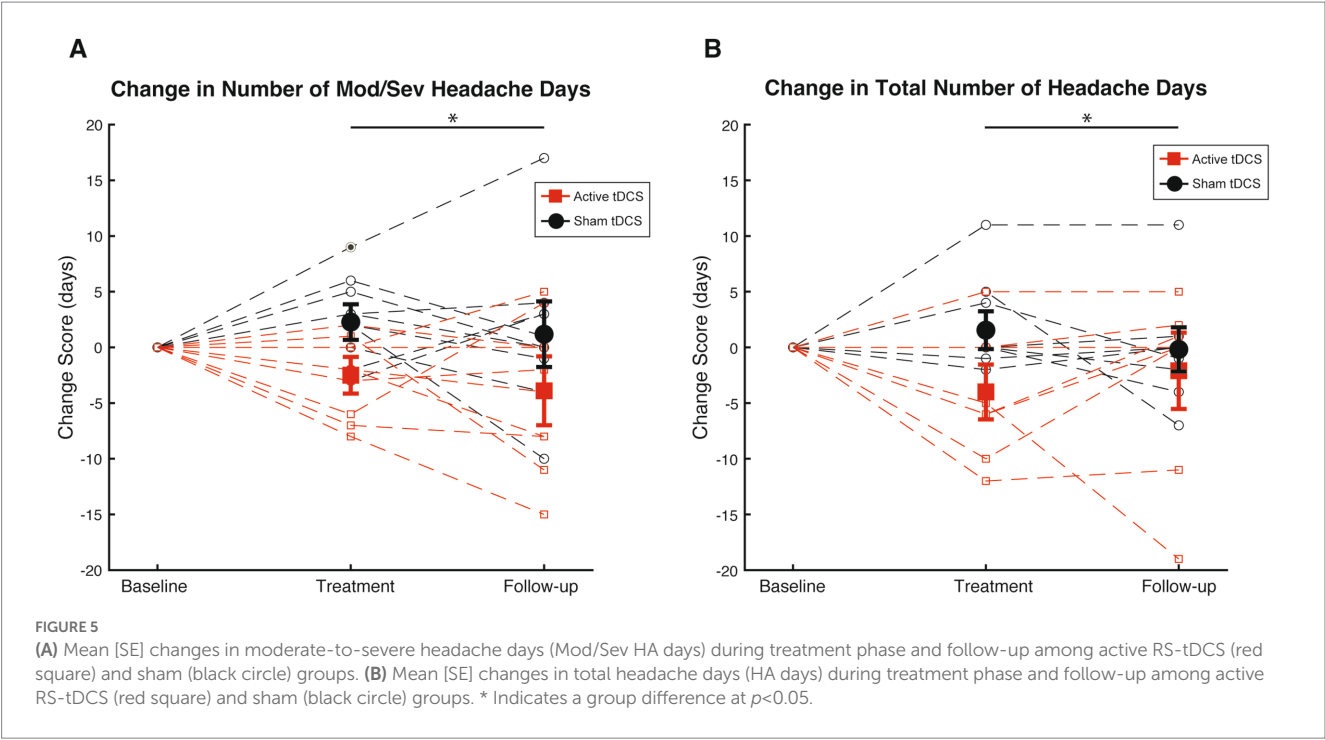 A
Change in Number of Mod/Sev Headache Days
*
20
15
10
5
0
-5
-10
-15
-20
Change Score (days)
Active tDCS
Sham tDCS
Baseline
Treatment
Follow-up
B
Change in Total Number of Headache Days
*
20
15
10
5
0
-5
-10
-15
-20
Change Score (days)
Active tDCS
Sham tDCS
Baseline
Treatment
Follow-up
FIGURE 5
(A) Mean [SE] changes in moderate-to-severe headache days (Mod/Sev HA days) during treatment phase and follow-up among active RS-tDCS (red
square) and sham (black circle) groups. (B) Mean [SE] changes in total headache days (HA days) during treatment phase and follow-up among active
RS-tDCS (red square) and sham (black circle) groups. * Indicates a group difference at p<0.05.